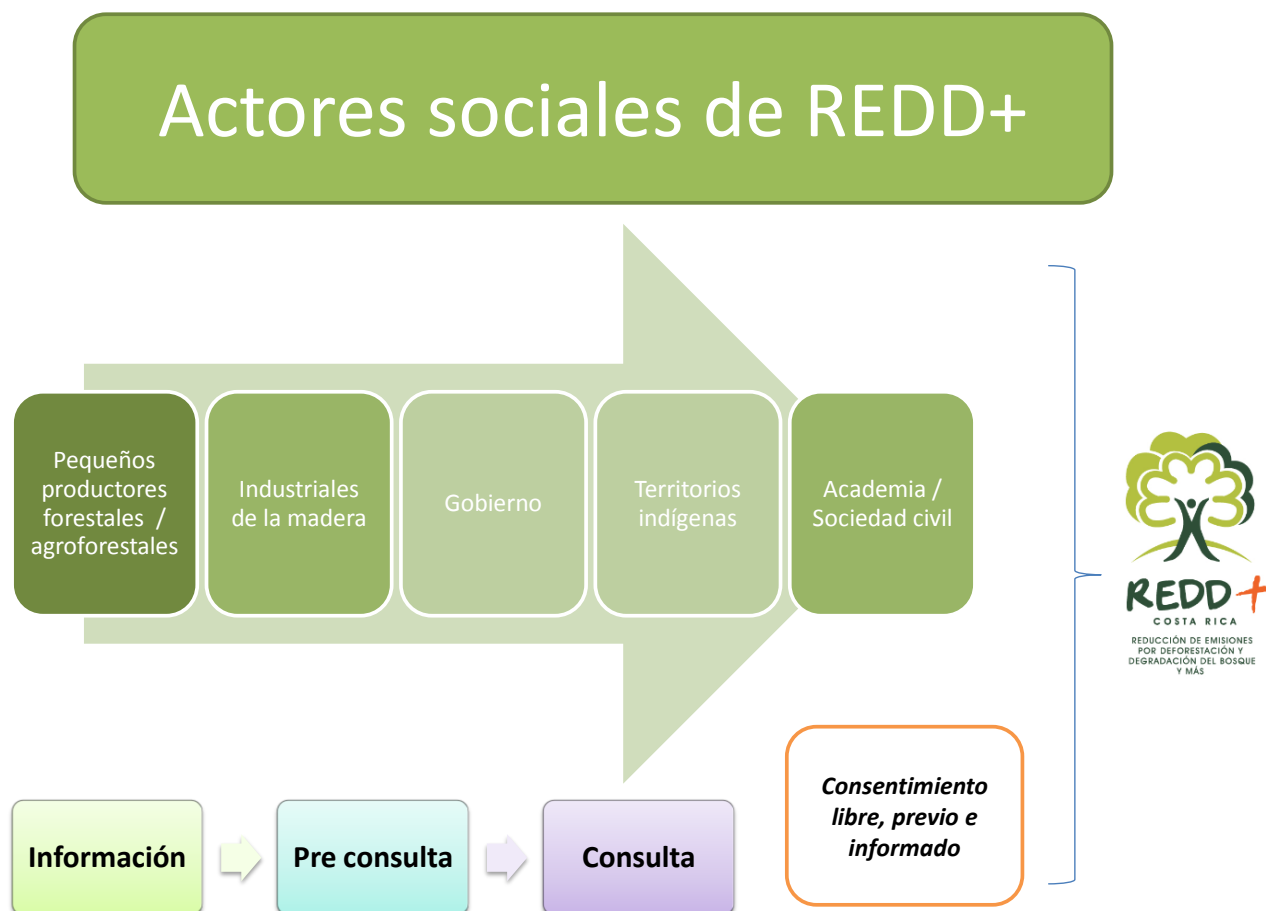 Actores sociales de REDD+
Pequeños
productores
forestales /
agroforestales
Industriales
de la madera
Gobierno
Territorios
indígenas
Academia /
Sociedad civil
REDD+
COSTA RICA
REDUCCIÓN DE EMISIONES
POR DEFORESTACIÓN Y
DEGRADACIÓN DEL BOSQUE
Y MÁS
Información
Pre consulta
Consulta
Consentimiento
libre, previo e
informado